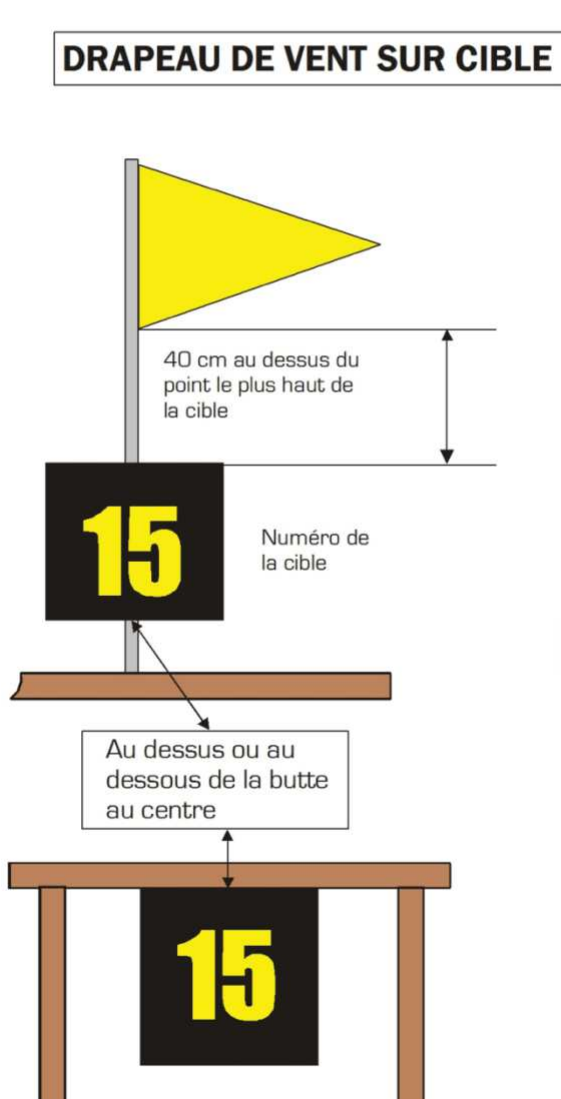 DRAPEAU DE VENT SUR CIBLE
40 cm au dessus du
point le plus haut de
la cible
15
Numéro de
la cible
Au dessus ou au
dessous de la butte
au centre
15